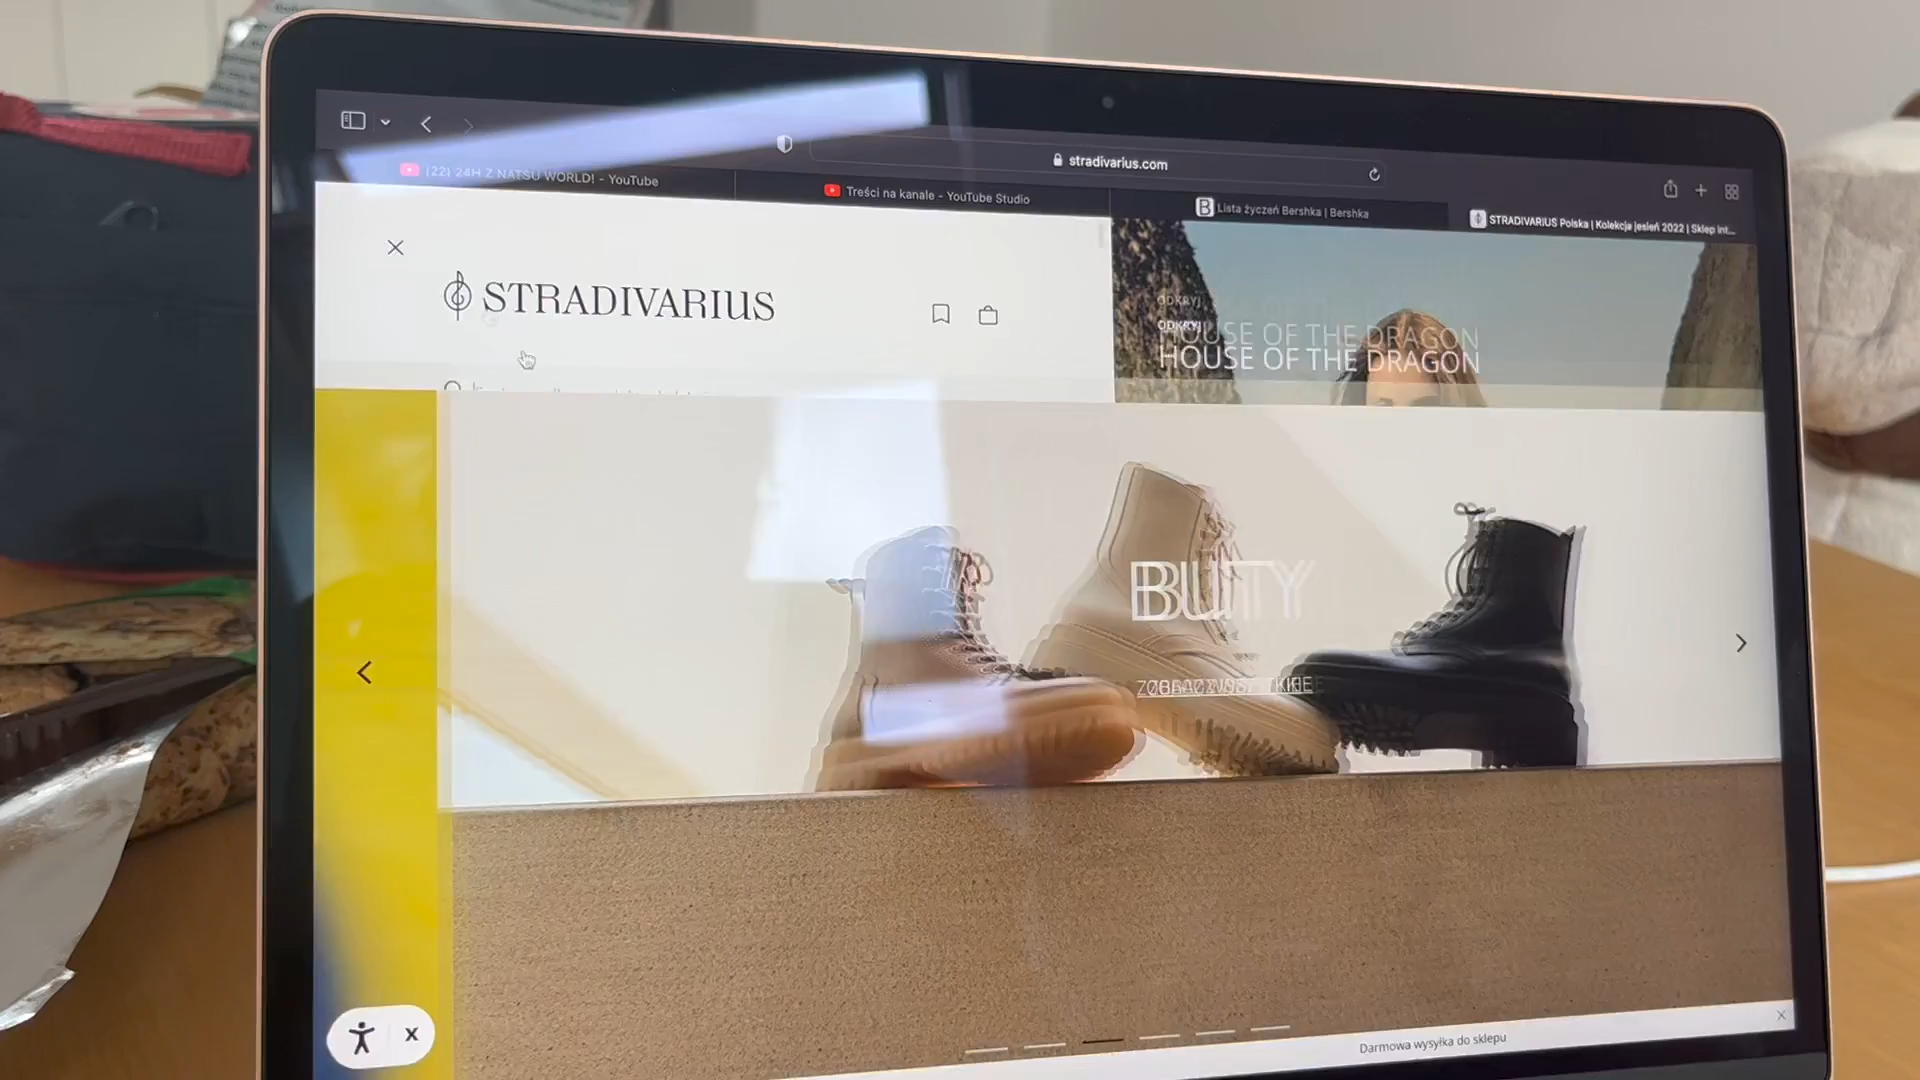 stradivarius.com
(22) 24H Z NATSU WORLD! - YouTube
Treści na kanale - YouTube Studio
Lista życzeń Bershka | Bershka
STRADIVARIUS Polska | Kolekcja jesień 2022 | Sklep int...
STRADIVARIUS
ODKRYJ
HOUSE OF THE DRAGON
BUTY
Darmowa wysyłka do sklepu